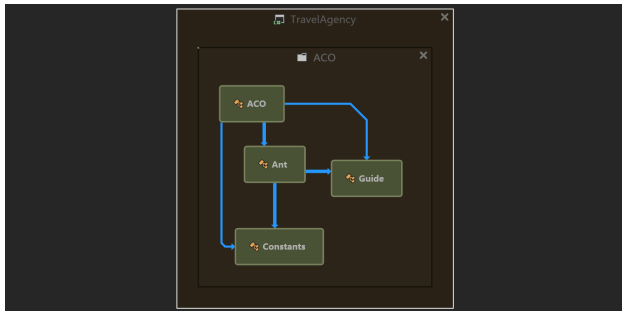 TravelAgency
ACO
ACO
Ant
Guide
Constants